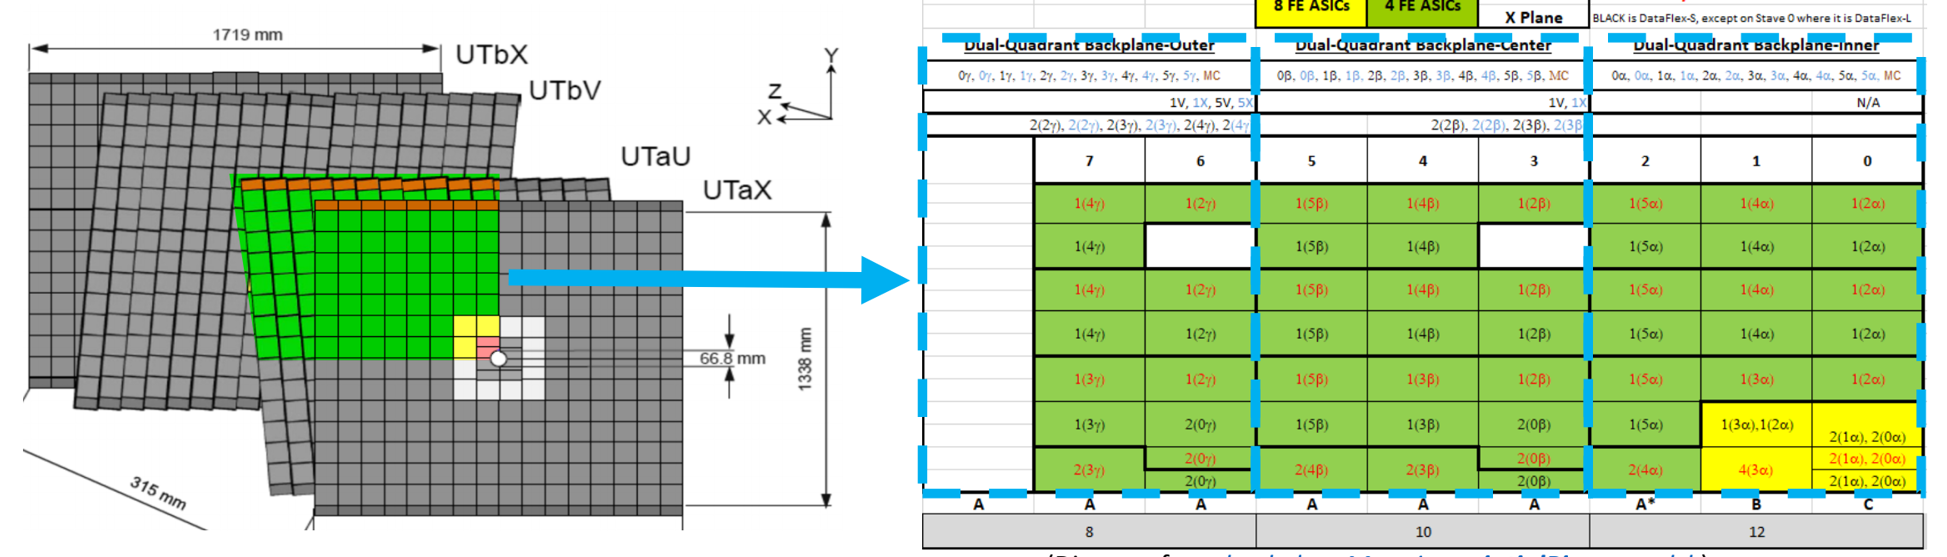 1719 mm
UTbX
UTbV
UTaU
UTaX
Y
Z
X
66.8 mm
1338 mm
315 mm
8 FE ASICs 4 FE ASICs X Plane
BLACK is DataFlex-S, except on Stave 0 where it is DataFlex-L
Dual-Quadrant Backplane-Outer Dual-Quadrant Backplane-Center Dual-Quadrant Backplane-Inner
0γ, 0γ, 1γ, 1γ, 2γ, 2γ, 3γ, 3γ, 4γ, 4γ, 5γ, 5γ, MC 0β, 0β, 1β, 1β, 2β, 2β, 3β, 3β, 4β, 4β, 5β, 5β, MC 0α, 0α, 1α, 1α, 2α, 2α, 3α, 3α, 4α, 4α, 5α, 5α, MC
1V, 1X, 5V, 5X 1V, 1X N/A
2(2γ), 2(2γ), 2(3γ), 2(3γ), 2(4γ), 2(4γ 2(2β), 2(2β), 2(3β), 2(3β
7 6 5 4 3 2 1 0
1(4γ) 1(2γ) 1(5β) 1(4β) 1(2β) 1(5α) 1(4α) 1(2α)
1(4γ) 1(5β) 1(4β) 1(5α) 1(4α) 1(2α)
1(4γ) 1(2γ) 1(5β) 1(4β) 1(2β) 1(5α) 1(4α) 1(2α)
1(4γ) 1(2γ) 1(5β) 1(4β) 1(2β) 1(5α) 1(4α) 1(2α)
1(3γ) 1(2γ) 1(5β) 1(3β) 1(2β) 1(5α) 1(3α) 1(2α)
1(3γ) 2(0γ) 1(5β) 1(3β) 2(0β) 1(5α) 1(3α),1(2α) 2(1α), 2(0α)
2(3γ) 2(0γ) 2(4β) 2(3β) 2(0β) 2(4α) 4(3α) 2(1α), 2(0α)
2(0γ) 2(0β) 2(1α), 2(0α)
A A A A A A A* B C
8 10 12